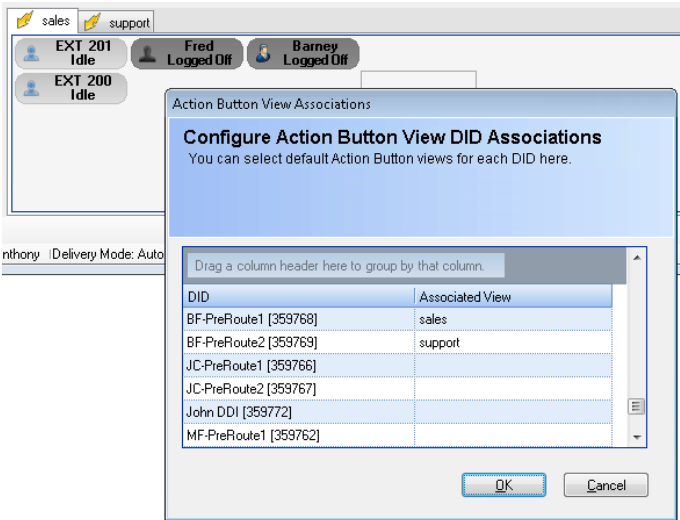 sales support
EXT 201 Idle Fred Logged Off Barney Logged Off
EXT 200 Idle
Action Button View Associations
Configure Action Button View DID Associations
You can select default Action Button views for each DID here.
nthony Delivery Mode: Auto
Drag a column header here to group by that column.
DID Associated View
BF-PreRoute1 [359768] sales
BF-PreRoute2 [359769] support
JC-PreRoute1 [359766]
JC-PreRoute2 [359767]
John DDI [359772]
MF-PreRoute1 [359762]
OK Cancel